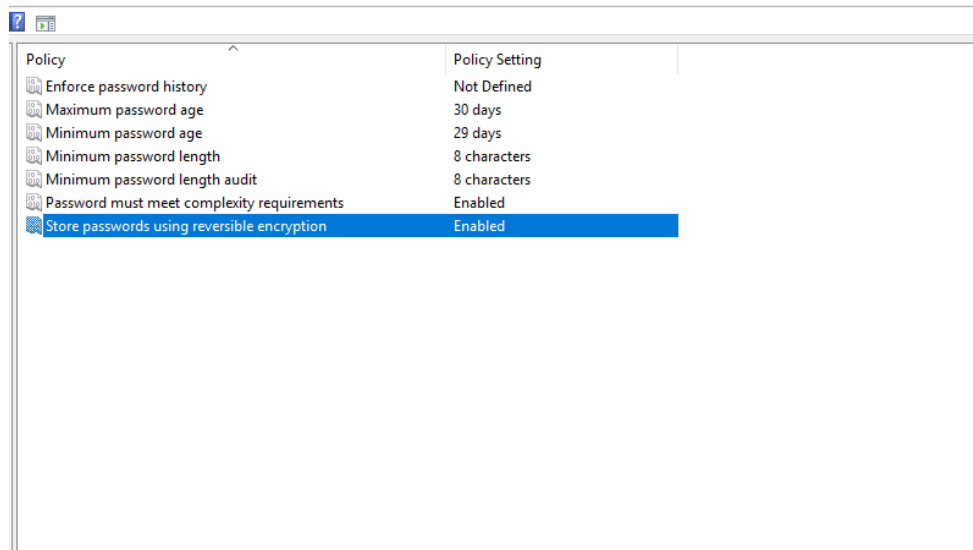 Policy Policy Setting
Enforce password history Not Defined
Maximum password age 30 days
Minimum password age 29 days
Minimum password length 8 characters
Minimum password length audit 8 characters
Password must meet complexity requirements Enabled
Store passwords using reversible encryption Enabled